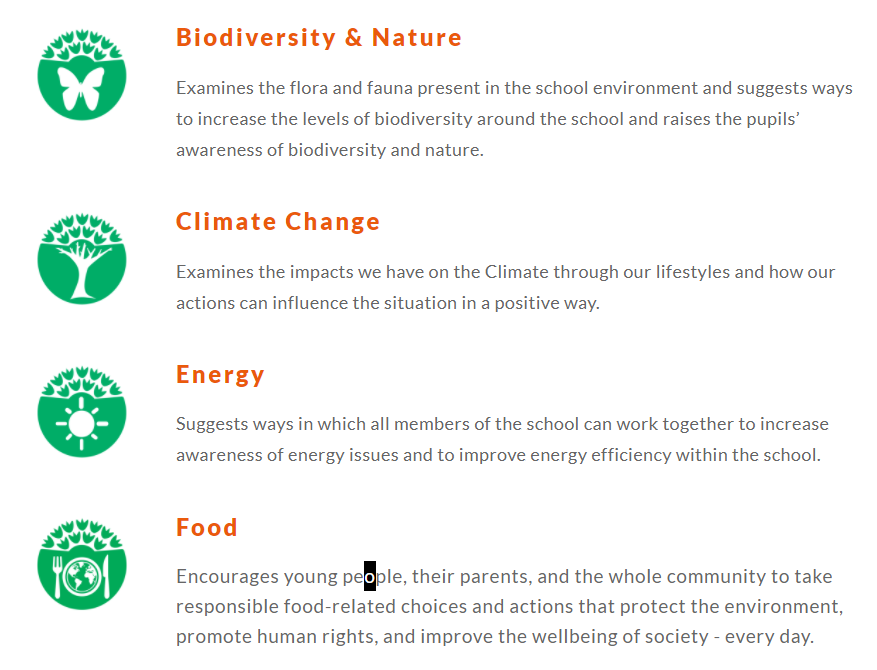 Biodiversity & Nature
Examines the flora and fauna present in the school environment and suggests ways
to increase the levels of biodiversity around the school and raises the pupils’
awareness of biodiversity and nature.
Climate Change
Examines the impacts we have on the Climate through our lifestyles and how our
actions can influence the situation in a positive way.
Energy
Suggests ways in which all members of the school can work together to increase
awareness of energy issues and to improve energy efficiency within the school.
Food
Encourages young people, their parents, and the whole community to take
responsible food-related choices and actions that protect the environment,
promote human rights, and improve the wellbeing of society - every day.